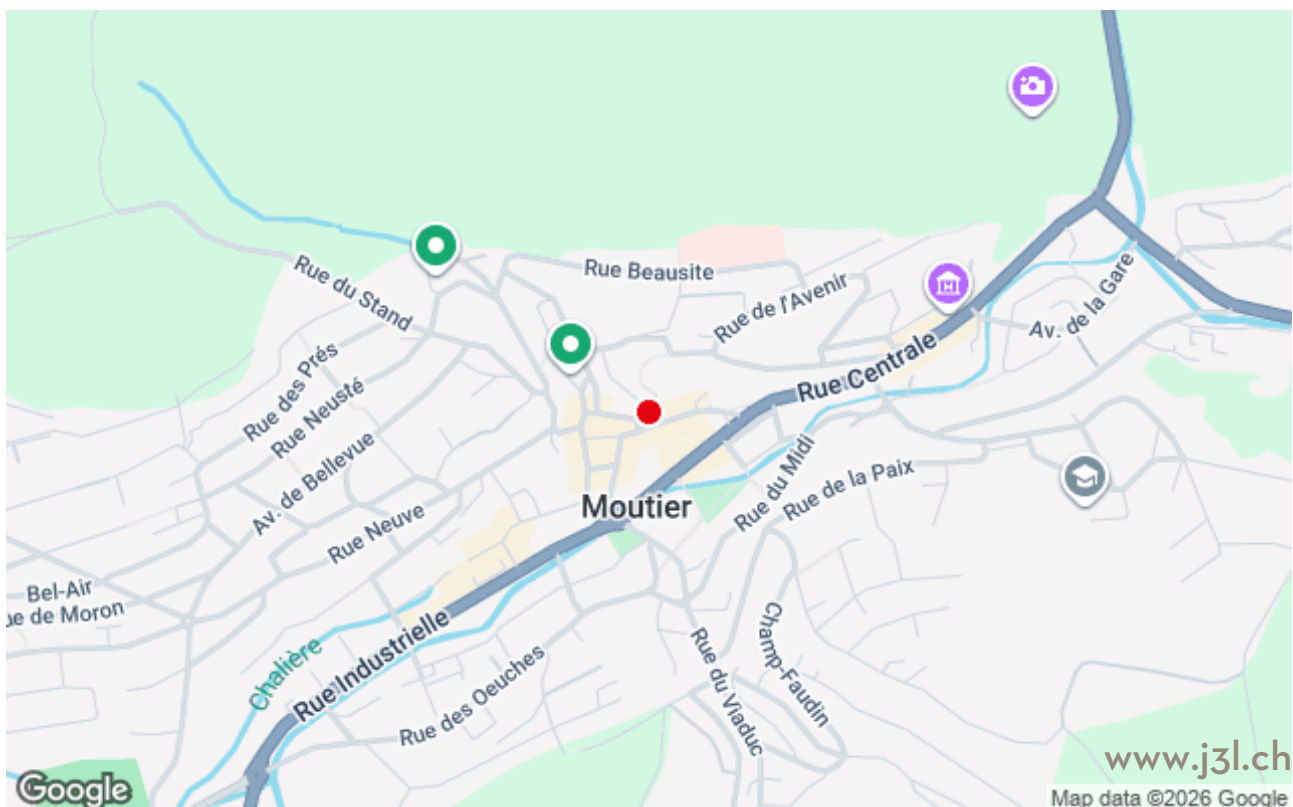 Rue Beausite
Rue du Stand
Rue de l'Avenir
Av. de la Gare
Rue Centrale
Rue des Prés
Rue Neusté
Av. de Bellevue
Rue du Midi
Rue de la Paix
Moutier
Rue Neuve
Bel-Air
ue de Moron
Chalière
Rue Industrielle
Champ-Faudin
Rue des Oeuches
Rue du Viaduc
www.j3l.ch
Google
Map data ©2026 Google